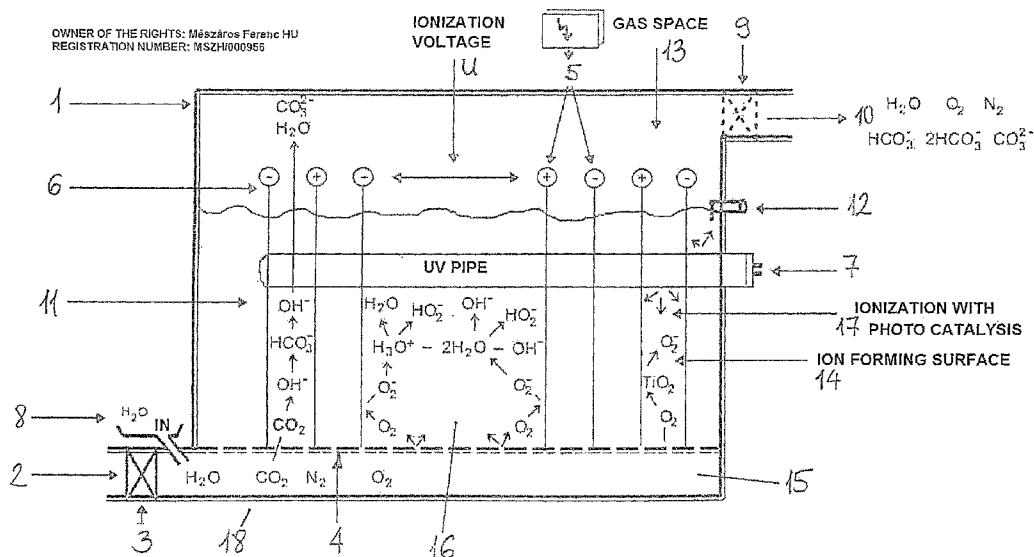 OWNER OF THE RIGHTS: Mészáros Ferenc HU
REGISTRATION NUMBER: MSZH/000956
IONIZATION
VOLTAGE
U
5
GAS SPACE
13
9
1
CO₃²⁻
H₂O
10
H₂O O₂ N₂
HCO₃⁻ 2HCO₃⁻ CO₃²⁻
6
- + - + - + -
12
UV PIPE
7
11
OH⁻
HCO₃⁻
OH⁻
CO₂
H₂O HO₂⁻ OH⁻ HO₂⁻
H₃O⁺ – 2H₂O – OH⁻
O₂⁻ O₂⁻
O₂ O₂
O₂⁻
TiO₂
O₂
IONIZATION WITH
17 PHOTO CATALYSIS
ION FORMING SURFACE
14
8
H₂O
IN
2
H₂O CO₂ N₂ O₂
15
3
18
4
16